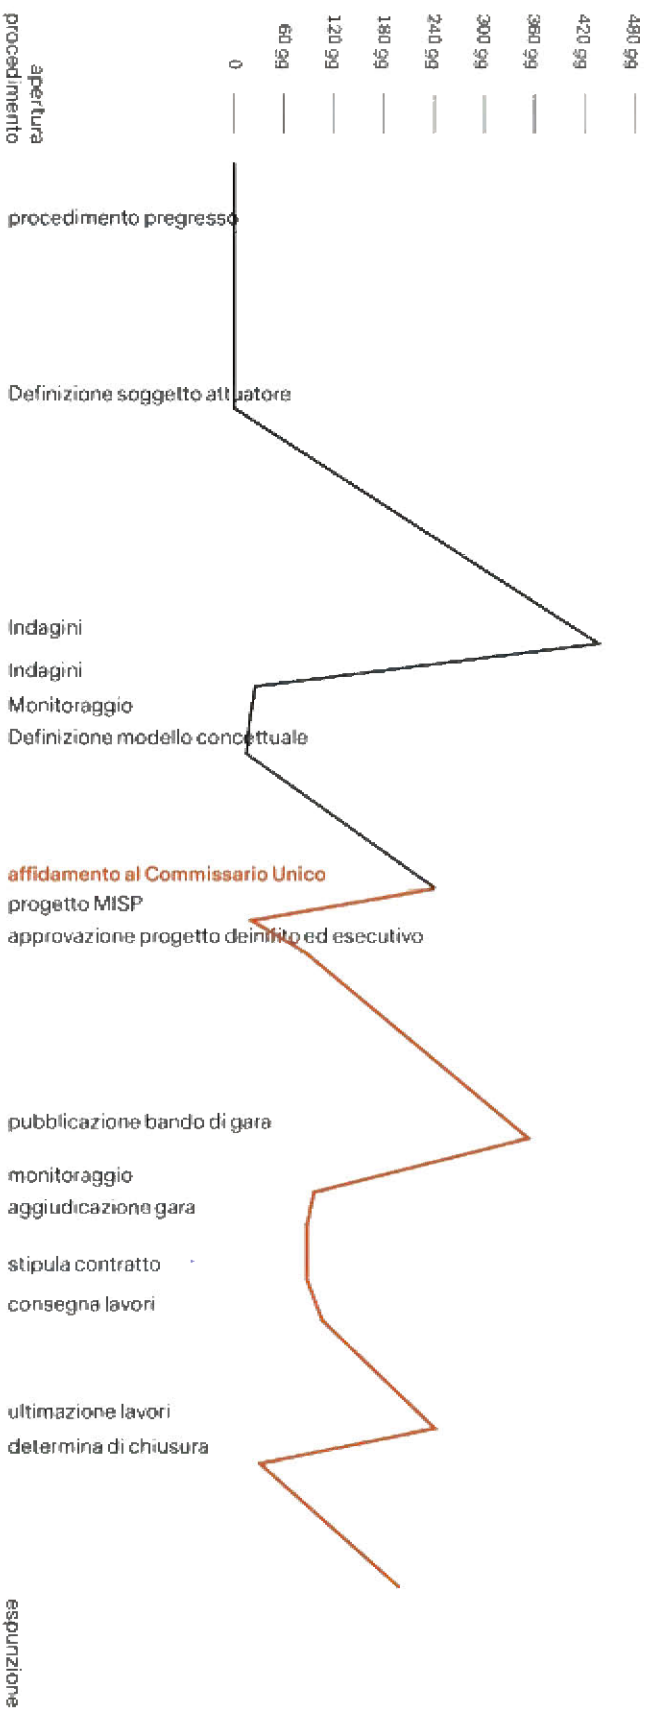 480 gg
420 gg
360 gg
300 gg
240 gg
180 gg
120 gg
60 gg
0
apertura
procedimento
procedimento pregresso
Definizione soggetto attuatore
Indagini
Indagini
Monitoraggio
Definizione modello concettuale
affidamento al Commissario Unico
progetto MISP
approvazione progetto deinifito ed esecutivo
pubblicazione bando di gara
monitoraggio
aggiudicazione gara
stipula contratto
consegna lavori
ultimazione lavori
determina di chiusura
espunzione